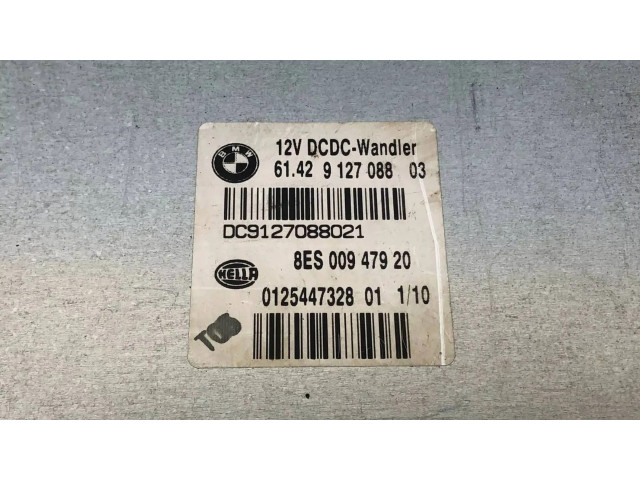 BMW
12V DCDC-Wandler
61.42 9 127 088 03
DC9127088021
8ES 009 479 20
HELLA
0125447328 01 1/10